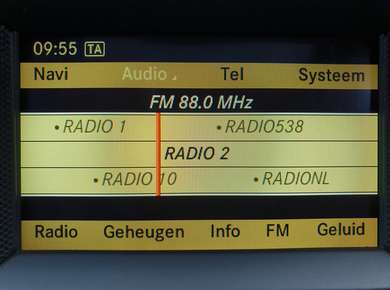 09:55 TA
Navi Audio Tel Systeem
FM 88.0 MHz
• RADIO 1 • RADIO538
RADIO 2
• RADIO 10 • RADIONL
Radio Geheugen Info FM Geluid